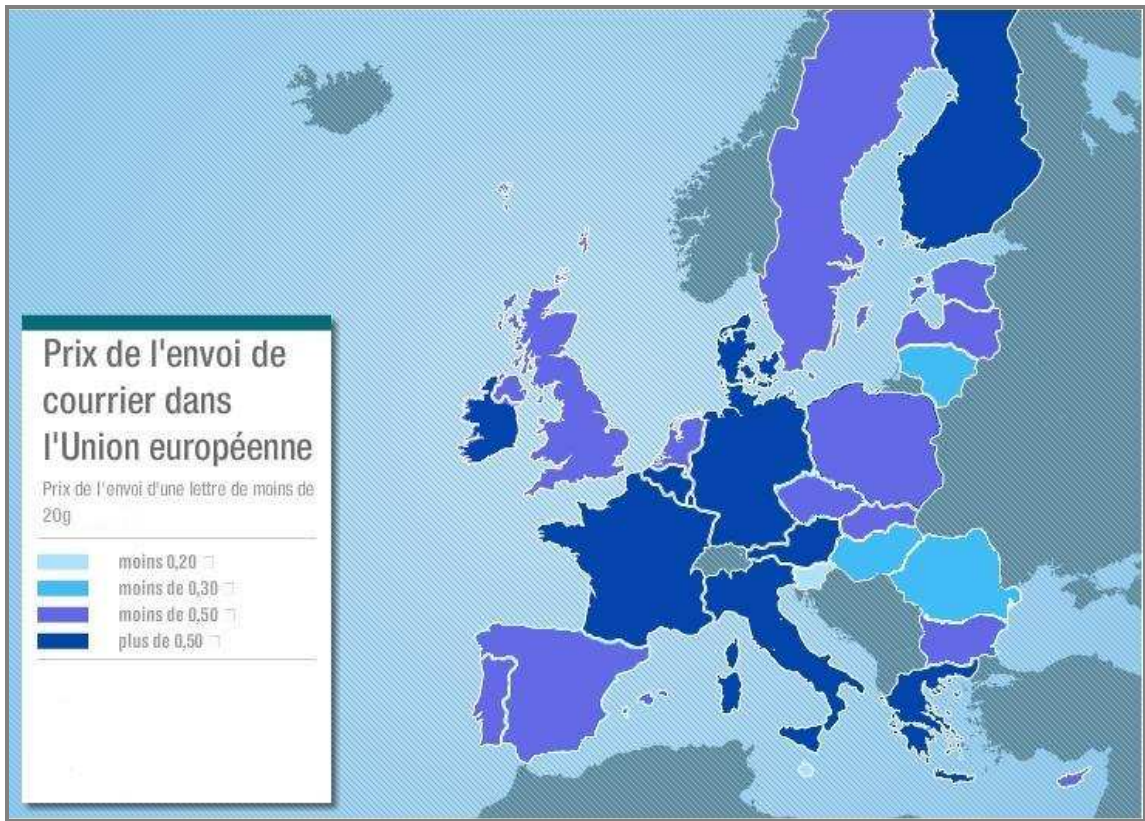 Prix de l'envoi de
courrier dans
l'Union européenne
Prix de l'envoi d'une lettre de moins de
20g
moins 0,20
moins de 0,30
moins de 0,50
plus de 0,50